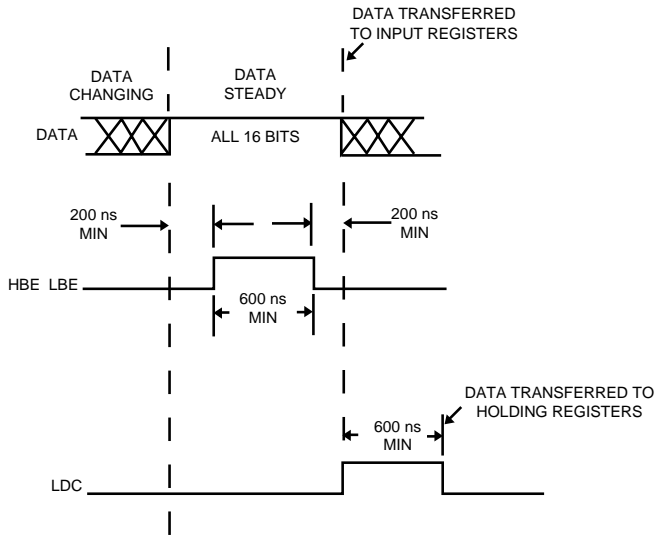 DATA TRANSFERRED
TO INPUT REGISTERS
DATA
CHANGING
DATA
STEADY
DATA
ALL 16 BITS
200 ns
MIN
200 ns
MIN
HBE LBE
600 ns
MIN
DATA TRANSFERRED TO
HOLDING REGISTERS
600 ns
MIN
LDC